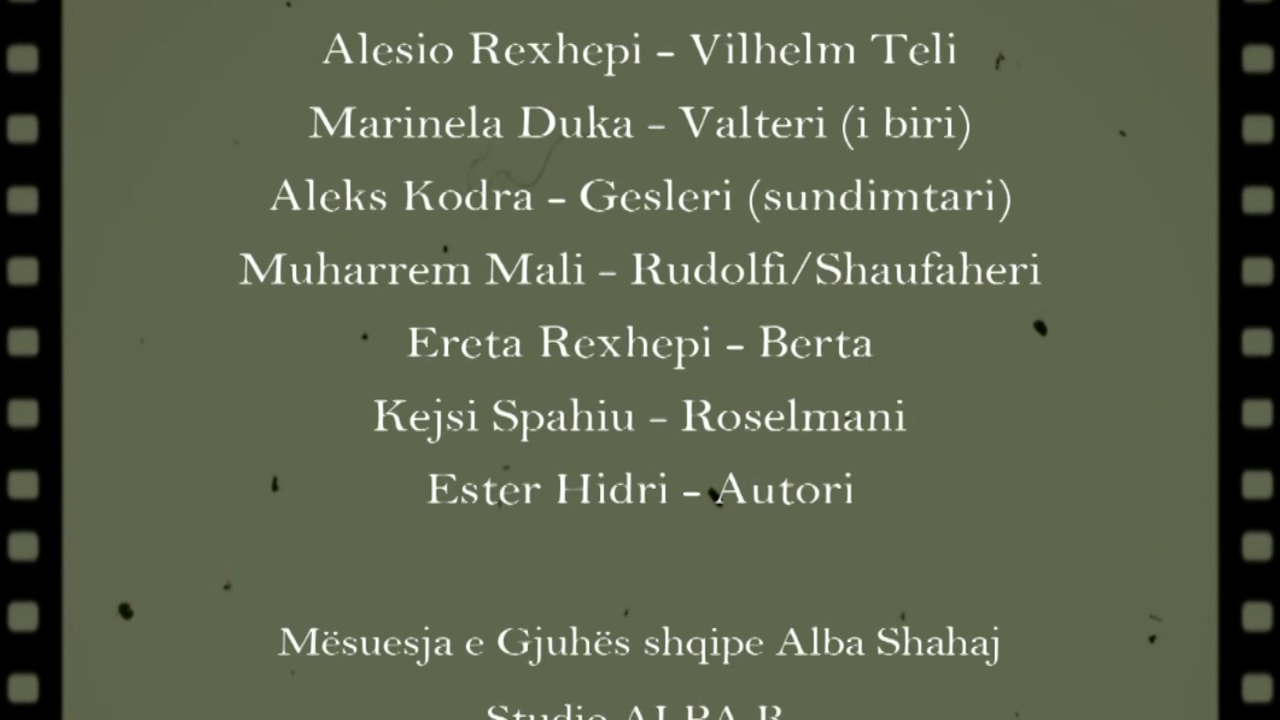 Alesio Rexhepi – Vilhelm Teli
Marinela Duka – Valteri (i biri)
Aleks Kodra – Gesleri (sundimtari)
Muharrem Mali – Rudolfi/Shaufaheri
Ereta Rexhepi – Berta
Kejsi Spahiu – Roselmani
Ester Hidri – Autori
Mësuesja e Gjuhës shqipe Alba Shahaj
Studio